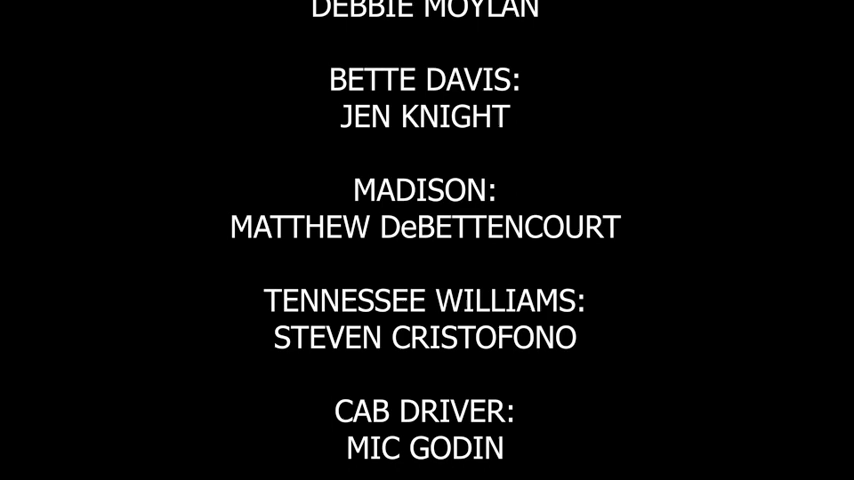 DEBBIE MOYLAN
BETTE DAVIS:
JEN KNIGHT
MADISON:
MATTHEW DeBETTENCOURT
TENNESSEE WILLIAMS:
STEVEN CRISTOFONO
CAB DRIVER:
MIC GODIN